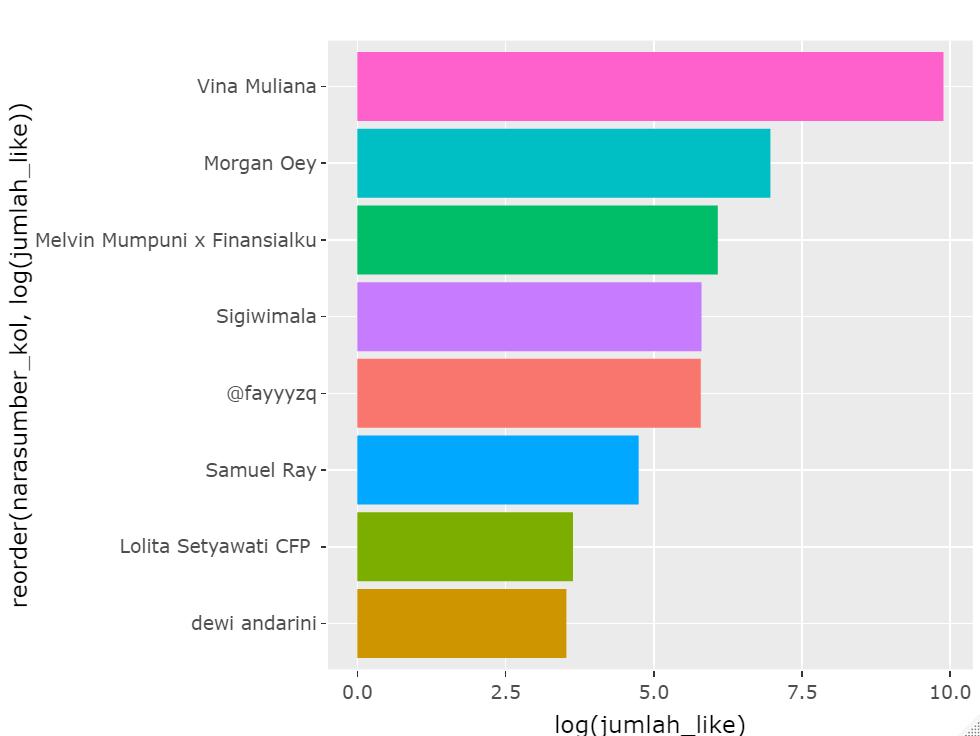 reorder(narasumber_kol, log(jumlah_like))
Vina Muliana
Morgan Oey
Melvin Mumpuni x Finansialku
Sigiwimala
@fayyyzq
Samuel Ray
Lolita Setyawati CFP
dewi andarini
0.0 2.5 5.0 7.5 10.0
log(jumlah_like)